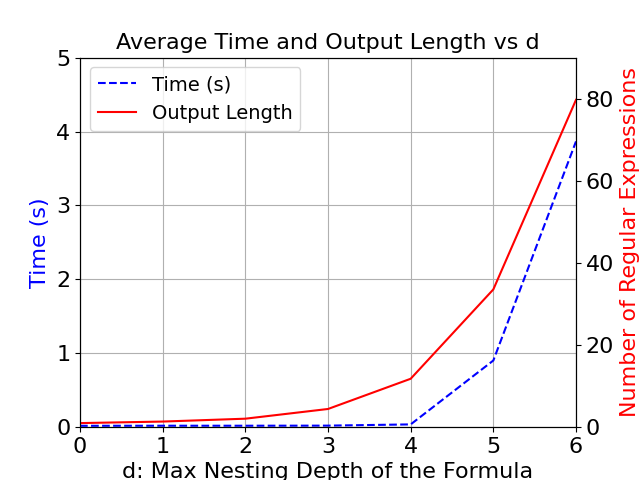 Average Time and Output Length vs d
Time (s)
Output Length
5
4
3
2
1
0
Time (s)
80
60
40
20
0
Number of Regular Expressions
0 1 2 3 4 5 6
d: Max Nesting Depth of the Formula